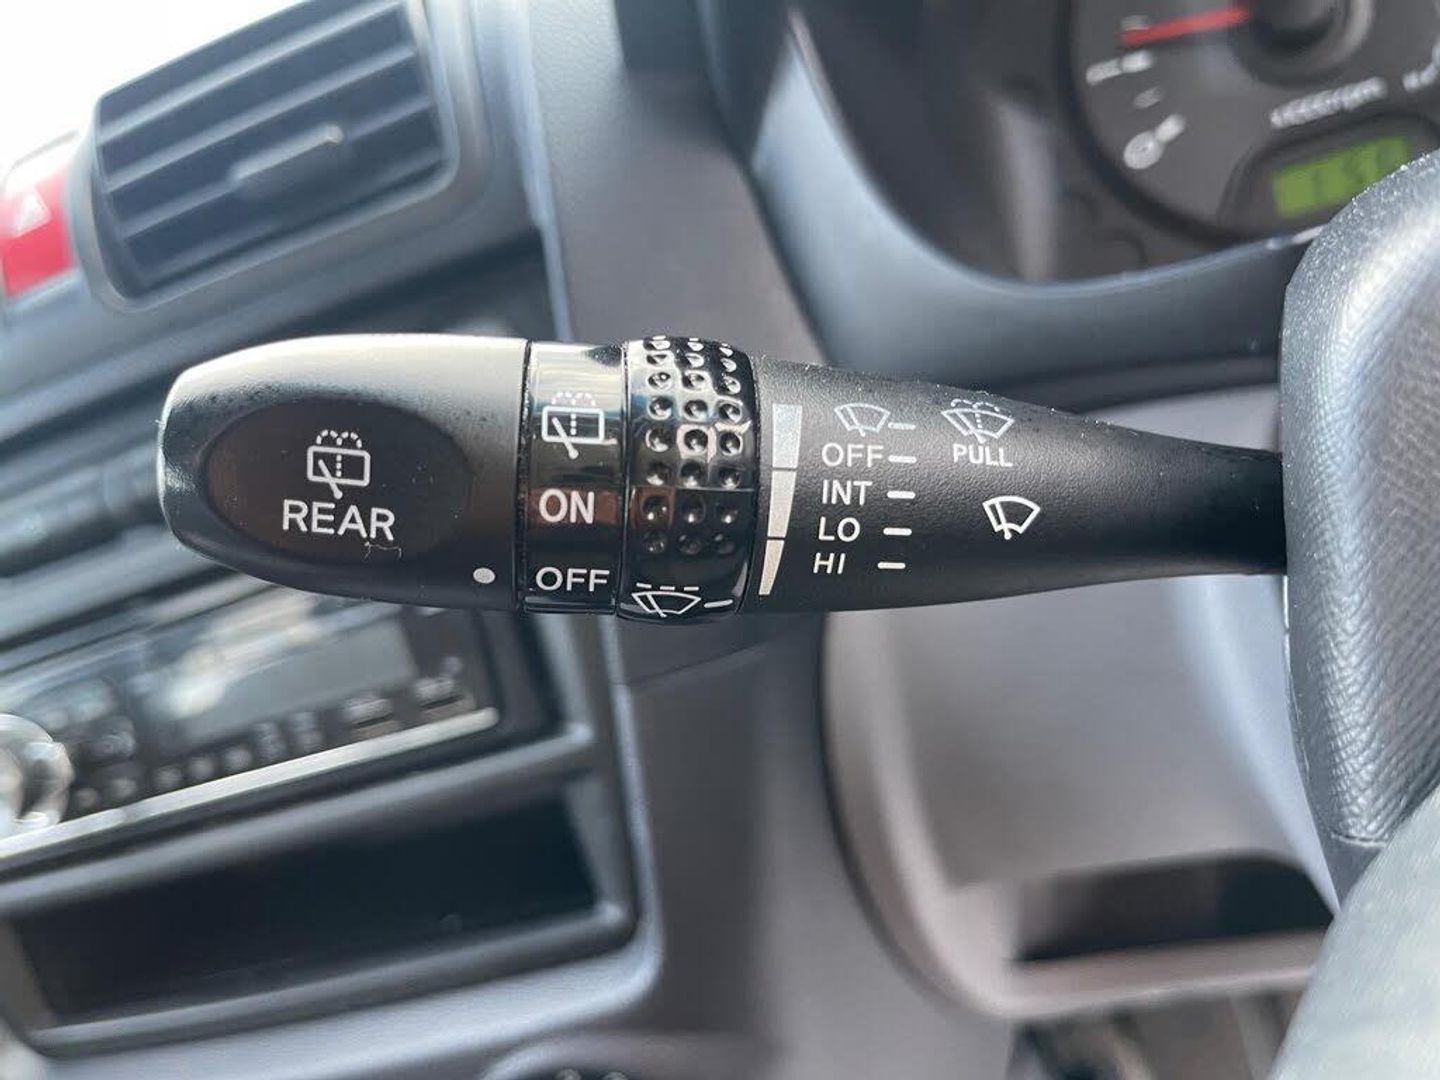 REAR
ON
OFF
OFF
INT
LO
HI
PULL